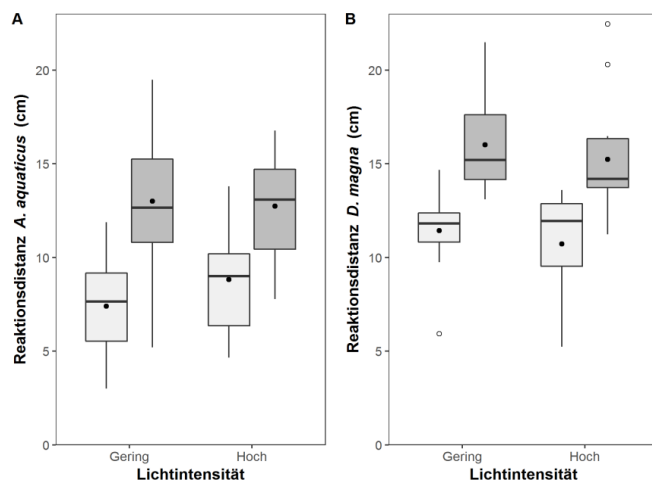 A
Reaktionsdistanz A. aquaticus (cm)
20
15
10
5
0
Gering
Hoch
Lichtintensität
B
Reaktionsdistanz D. magna (cm)
20
15
10
5
0
Gering
Hoch
Lichtintensität